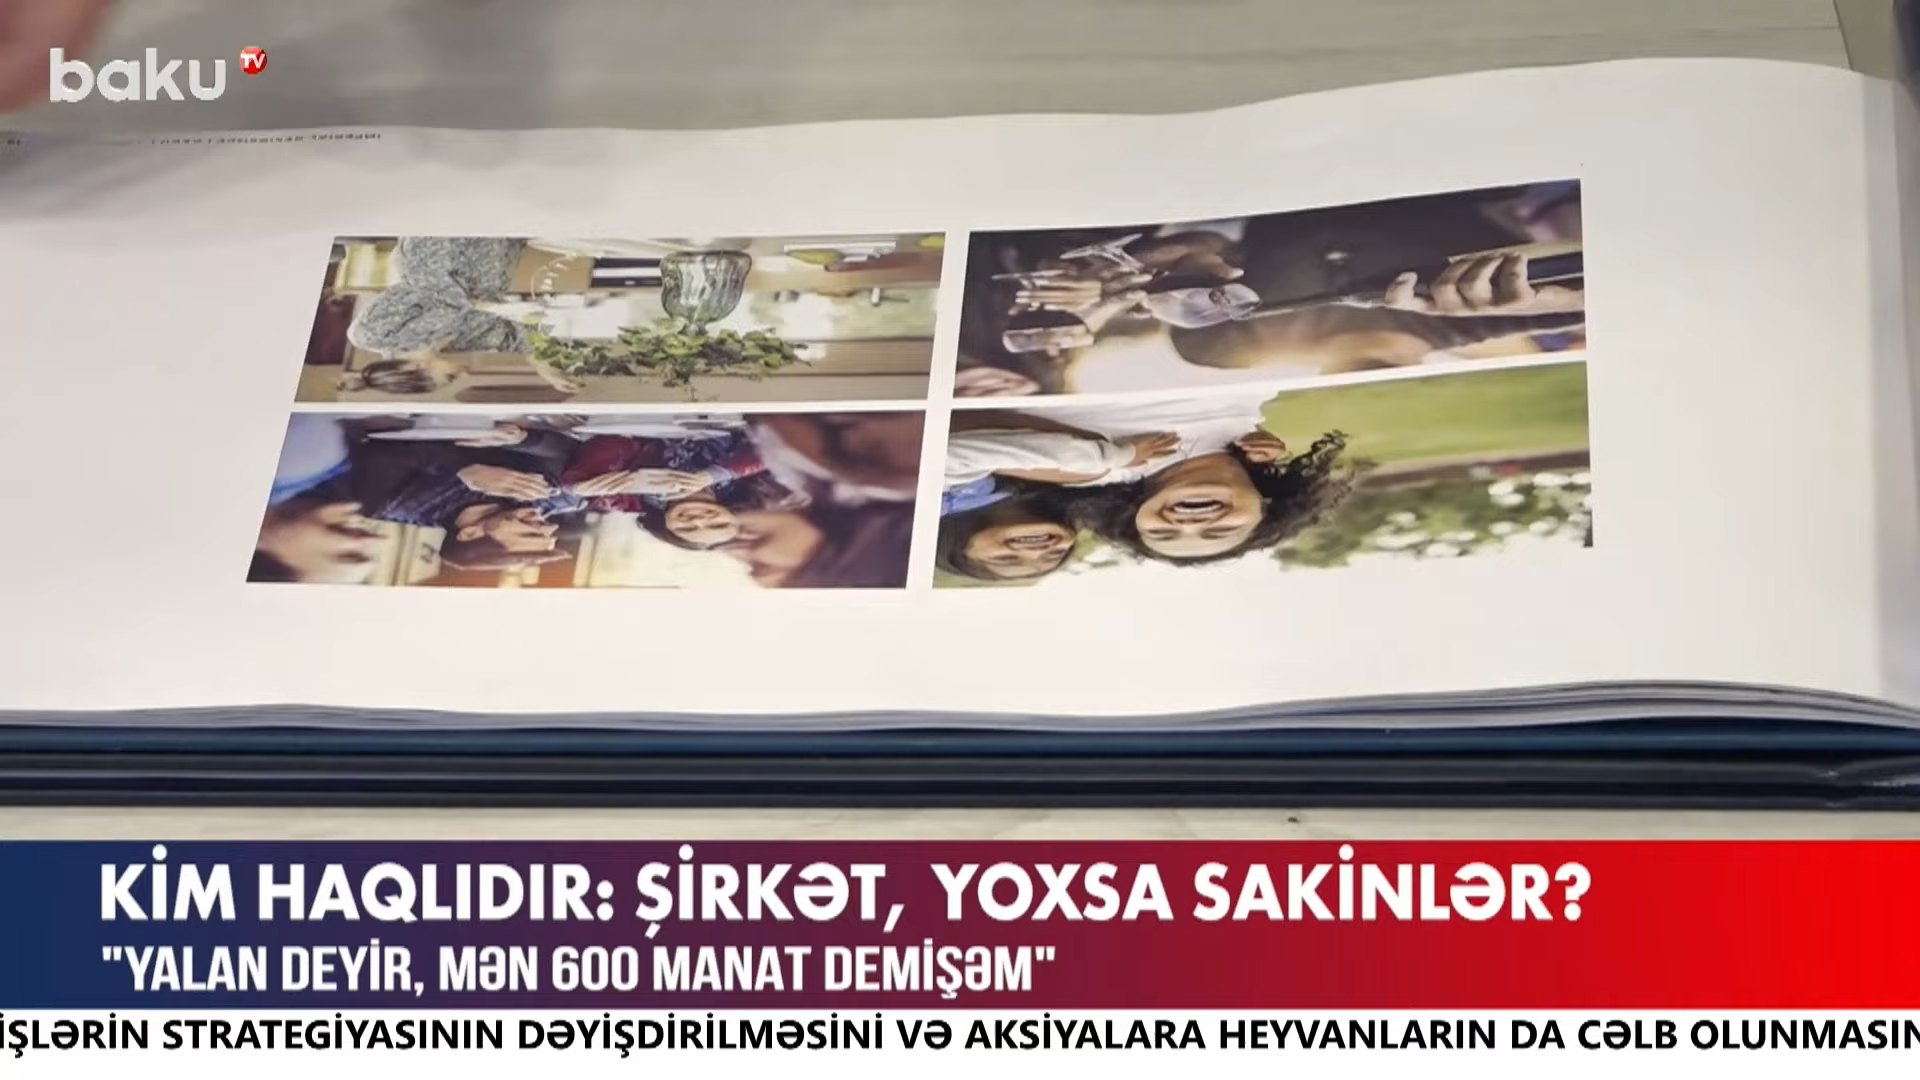 baku TV
KİM HAQLIDIR: ŞİRKƏT, YOXSA SAKİNLƏR?
"YALAN DEYİR, MƏN 600 MANAT DEMİŞƏM"
İŞLƏRİN STRATEGİYASININ DƏYİŞDİRİLMƏSİNİ VƏ AKSİYALARA HEYVANLARIN DA CƏLB OLUNMASIN